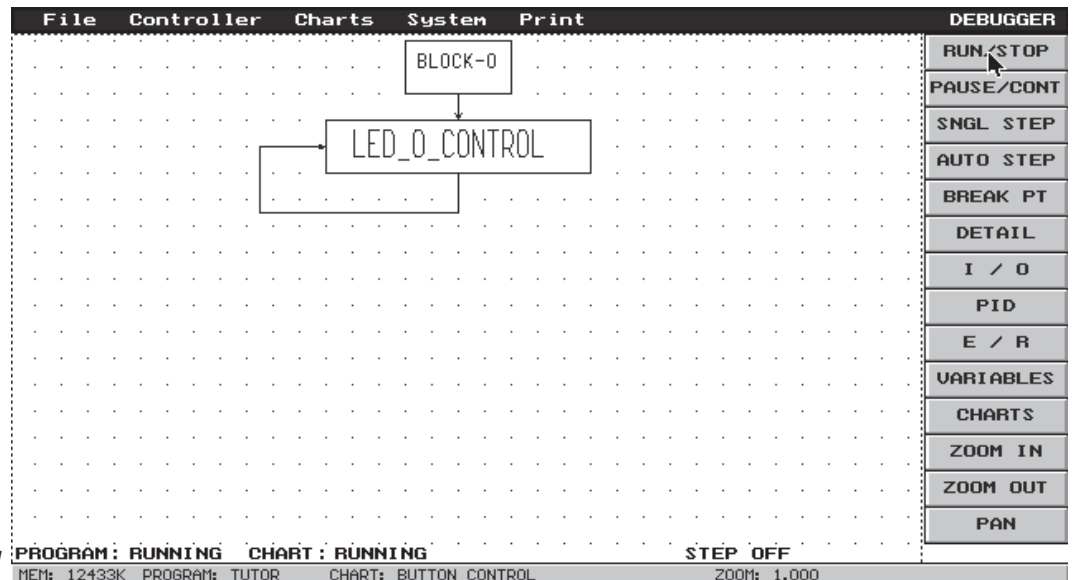 File Controller Charts System Print DEBUGGER
BLOCK-0
LED_0_CONTROL
RUN/STOP
PAUSE/CONT
SNGL STEP
AUTO STEP
BREAK PT
DETAIL
I / O
PID
E / R
VARIABLES
CHARTS
ZOOM IN
ZOOM OUT
PAN
PROGRAM: RUNNING CHART: RUNNING STEP OFF
MEM: 12433K PROGRAM: TUTOR CHART: BUTTON CONTROL ZOOM: 1.000